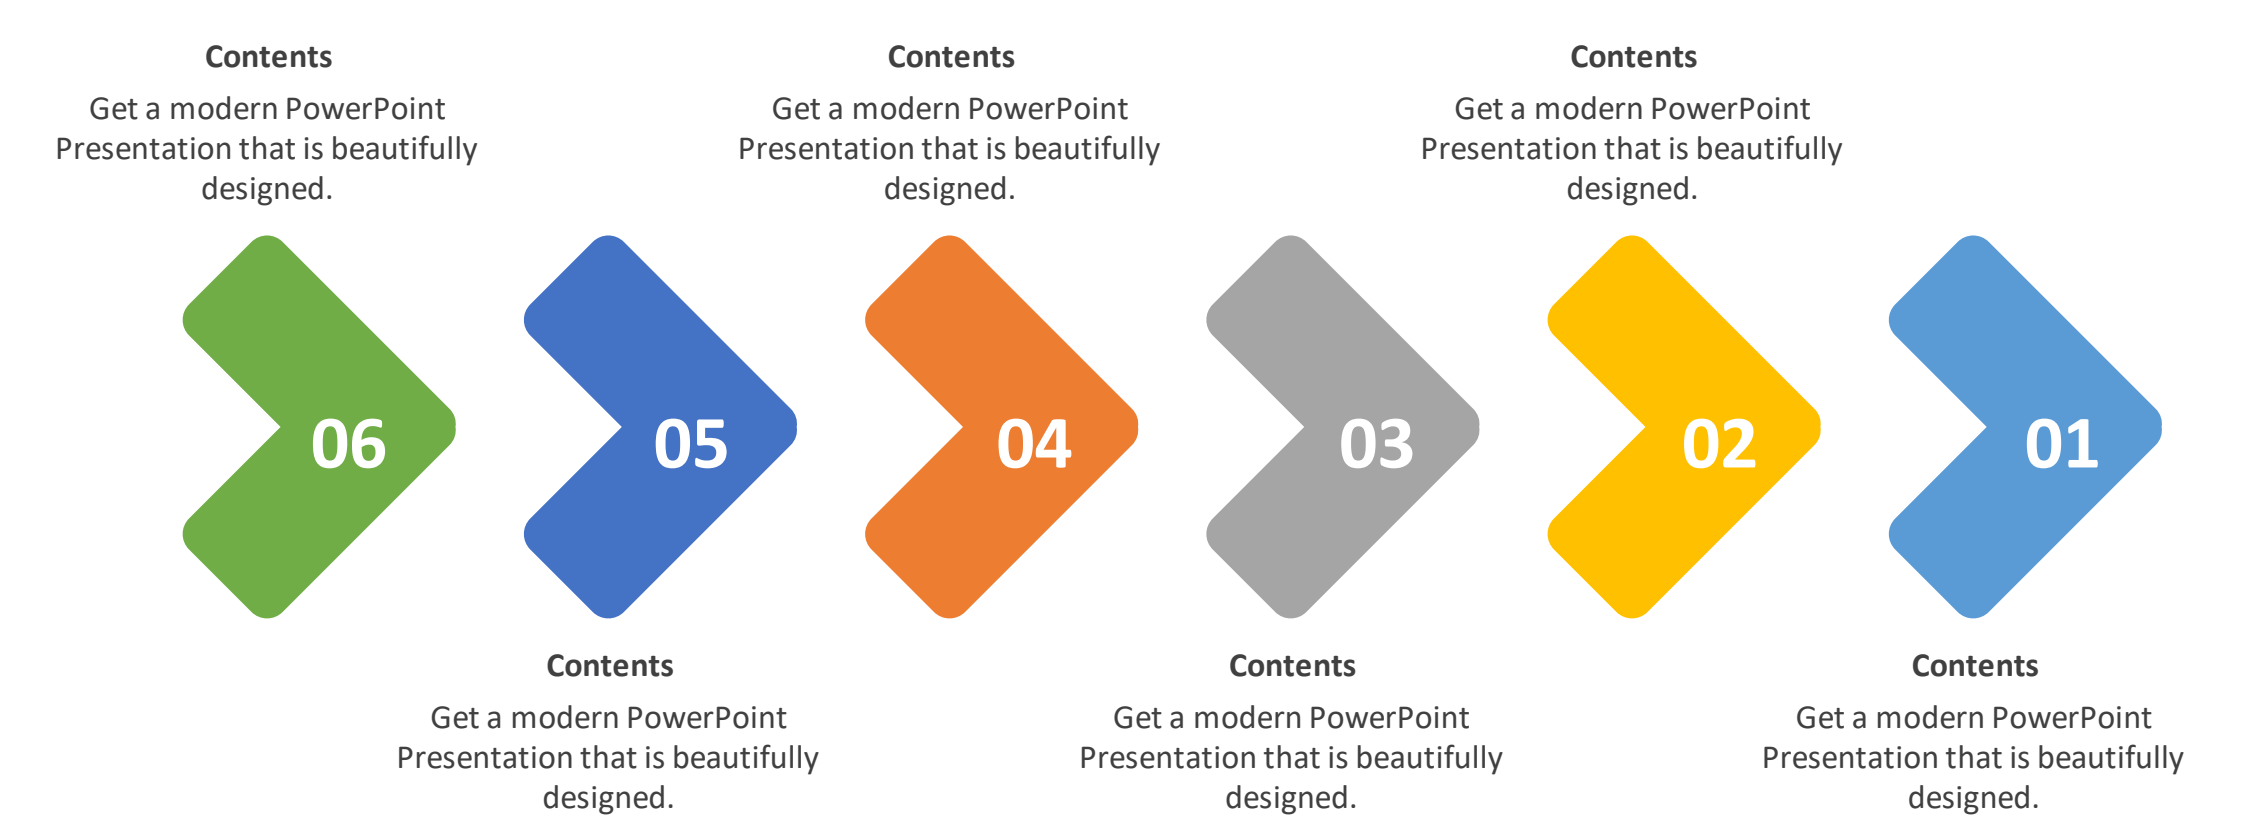 Contents
Get a modern PowerPoint
Presentation that is beautifully
designed.
Contents
Get a modern PowerPoint
Presentation that is beautifully
designed.
Contents
Get a modern PowerPoint
Presentation that is beautifully
designed.
06
05
04
03
02
01
Contents
Get a modern PowerPoint
Presentation that is beautifully
designed.
Contents
Get a modern PowerPoint
Presentation that is beautifully
designed.
Contents
Get a modern PowerPoint
Presentation that is beautifully
designed.